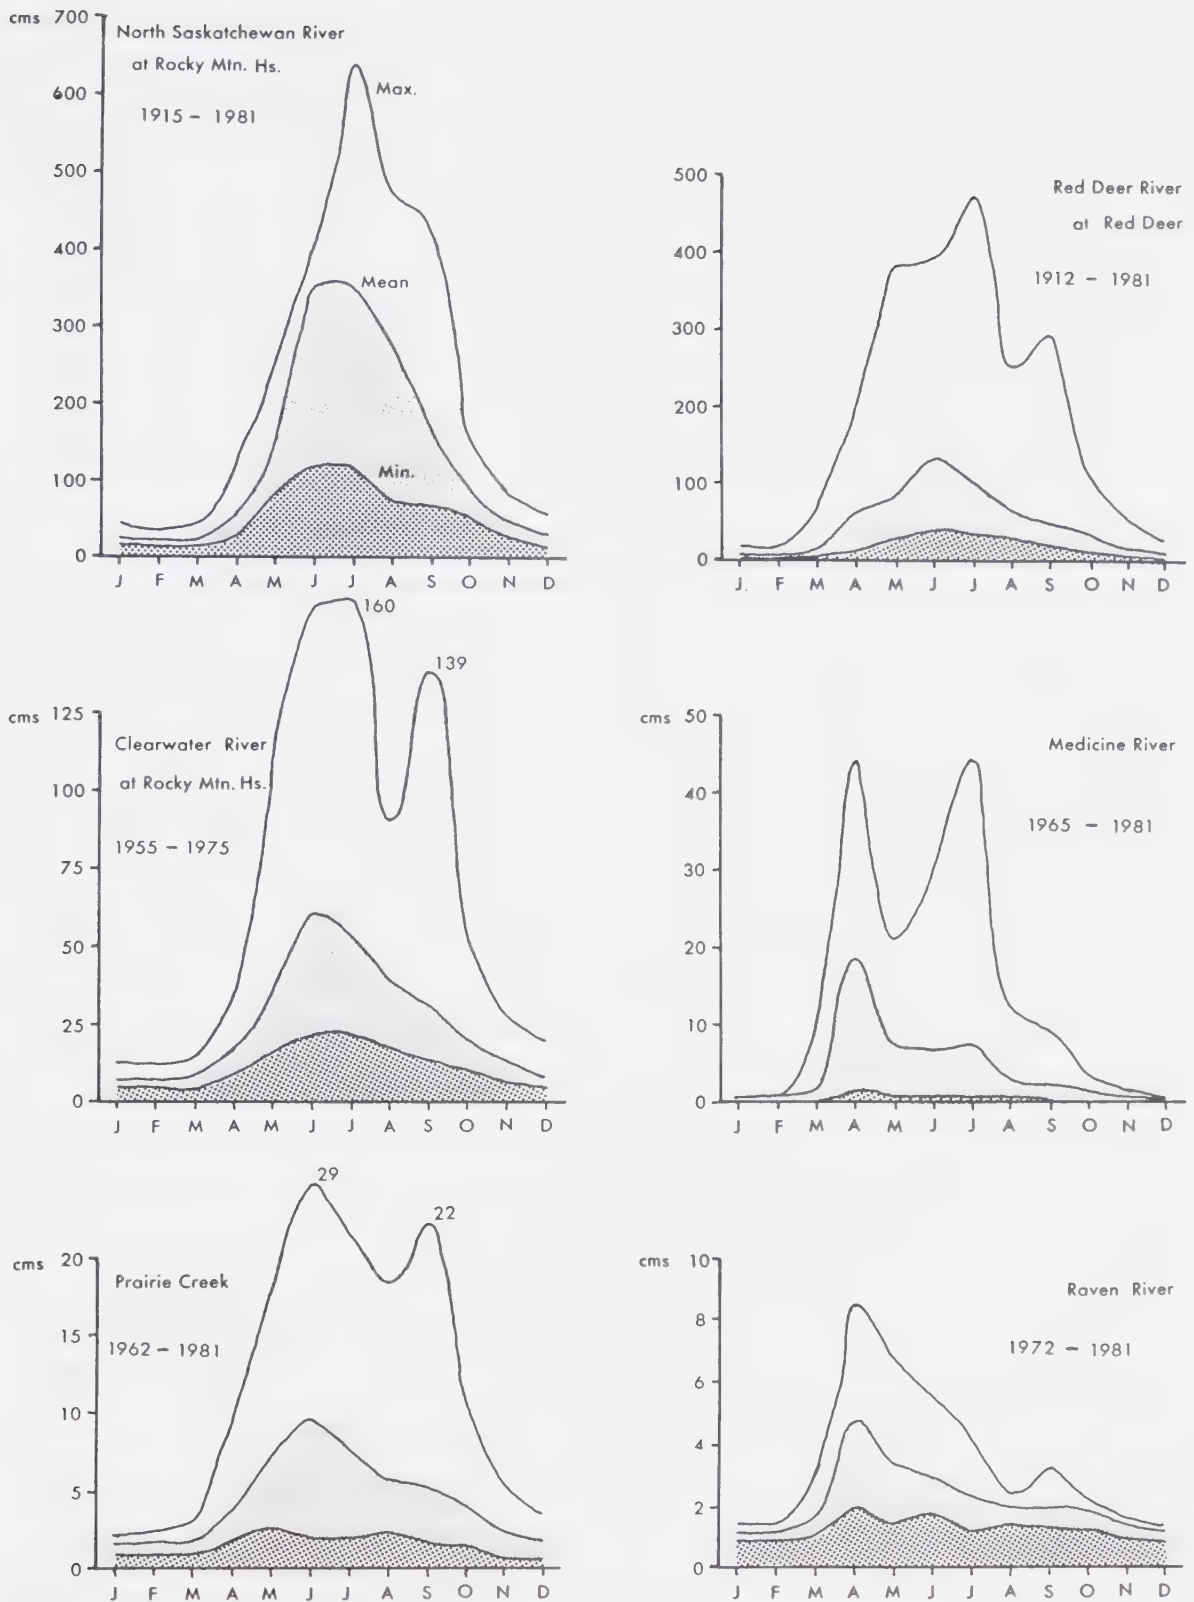 cms 700
600
500
400
300
200
100
0
North Saskatchewan River
at Rocky Mtn. Hs.
1915 - 1981
Max.
Mean
Min.
J F M A M J J A S O N D
500
400
300
200
100
0
Red Deer River
at Red Deer
1912 - 1981
J. F M A M J J A S O N D
cms 125
100
75
50
25
0
Clearwater River
at Rocky Mtn. Hs.
1955 - 1975
160
139
J F M A M J J A S O N D
cms 50
40
30
20
10
0
Medicine River
1965 - 1981
J F M A M J J A S O N D
cms 20
15
10
5
0
Prairie Creek
1962 - 1981
29
22
J F M A M J J A S O N D
cms 10
8
6
4
2
0
Raven River
1972 - 1981
J F M A M J J A S O N D